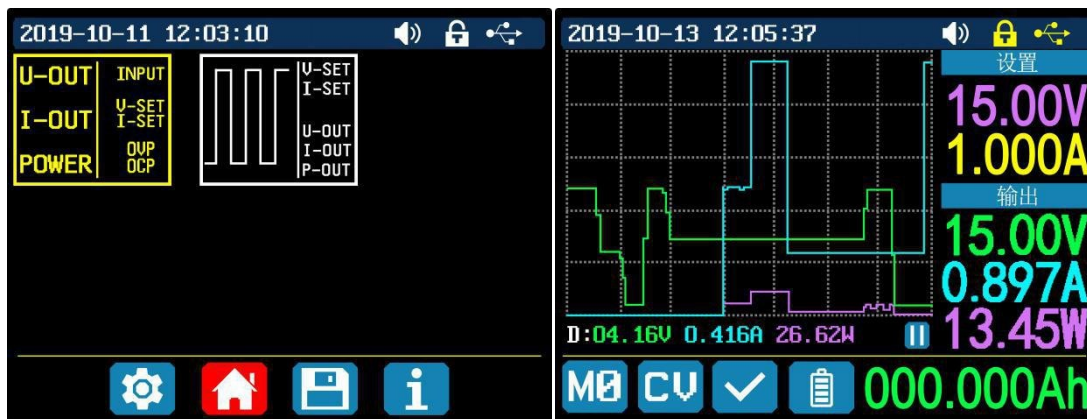 2019-10-11 12:03:10
U-OUT INPUT
I-OUT V-SET
I-SET
POWER OVP
OCP
V-SET
I-SET
U-OUT
I-OUT
P-OUT
i
2019-10-13 12:05:37
设置
15.00V
1.000A
输出
15.00V
0.897A
13.45W
D:04.16V 0.416A 26.62W
M0 CV 000.000Ah